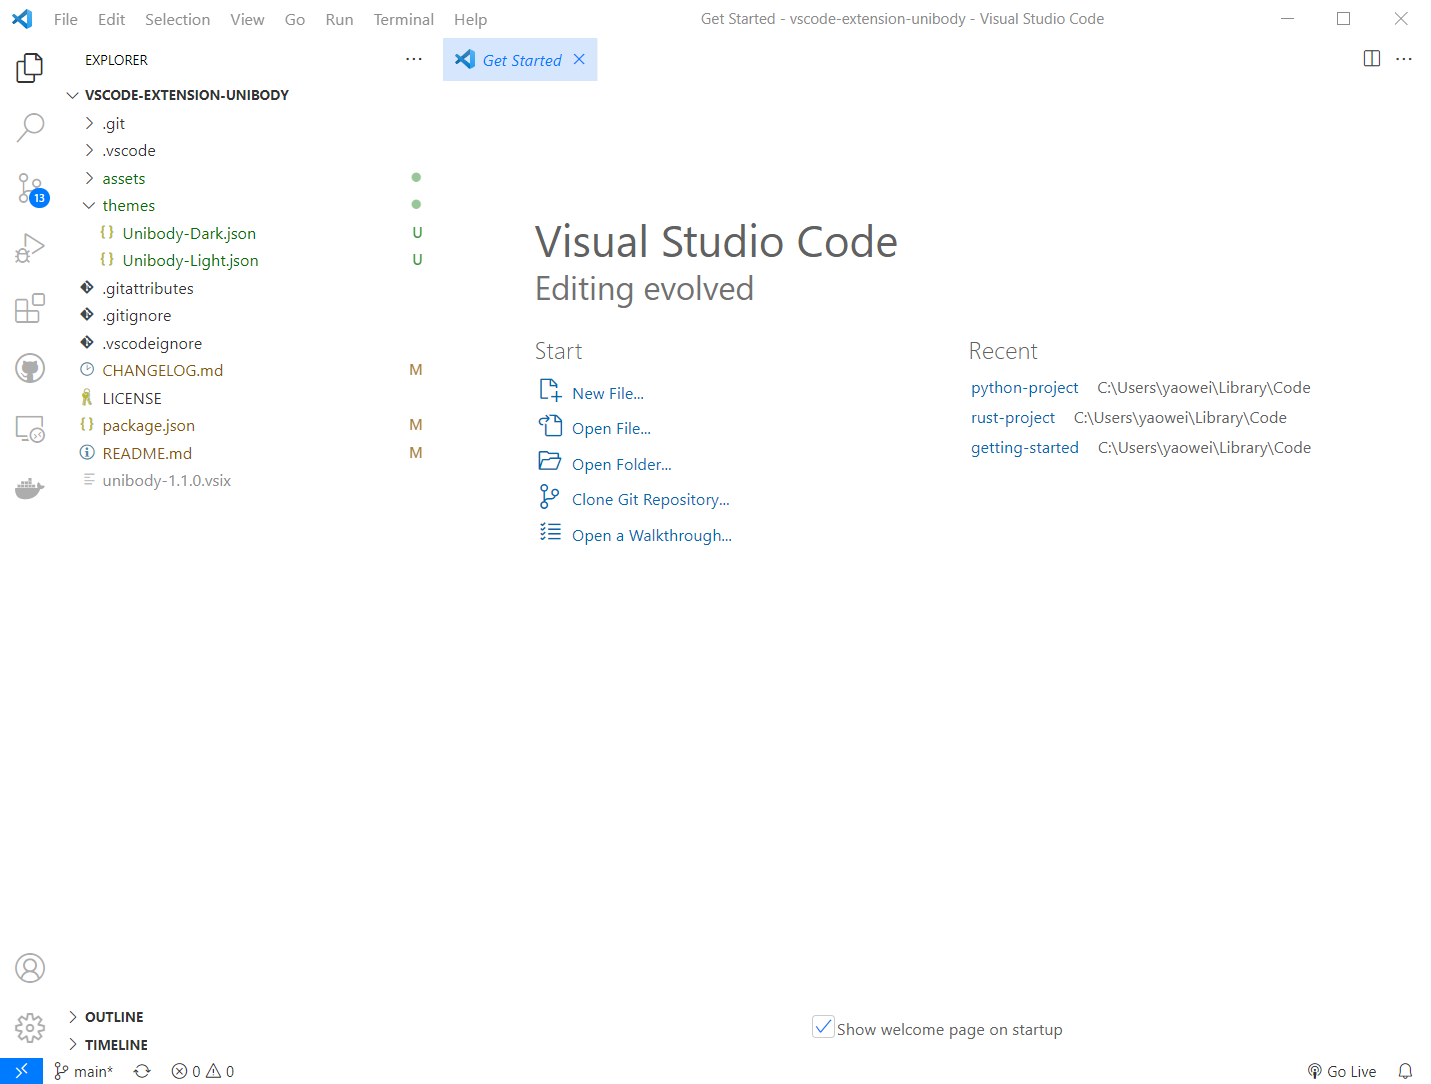 File Edit Selection View Go Run Terminal Help
Get Started - vscode-extension-unibody - Visual Studio Code
EXPLORER
Get Started
VSCODE-EXTENSION-UNIBODY
.git
.vscode
assets
themes
Unibody-Dark.json U
Unibody-Light.json U
.gitattributes
.gitignore
.vscodeignore
CHANGELOG.md M
LICENSE
package.json M
README.md M
unibody-1.1.0.vsix
13
Visual Studio Code
Editing evolved
Start
New File...
Open File...
Open Folder...
Clone Git Repository...
Open a Walkthrough...
Recent
python-project C:\Users\yaowei\Library\Code
rust-project C:\Users\yaowei\Library\Code
getting-started C:\Users\yaowei\Library\Code
Show welcome page on startup
OUTLINE
TIMELINE
main* 0 0
Go Live